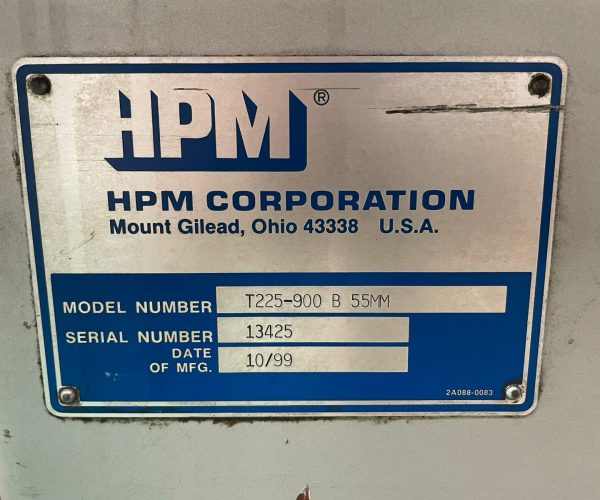 HPM®
HPM CORPORATION
Mount Gilead, Ohio 43338 U.S.A.
MODEL NUMBER T225-900 B 55MM
SERIAL NUMBER 13425
DATE
OF MFG. 10/99
2A088-0083